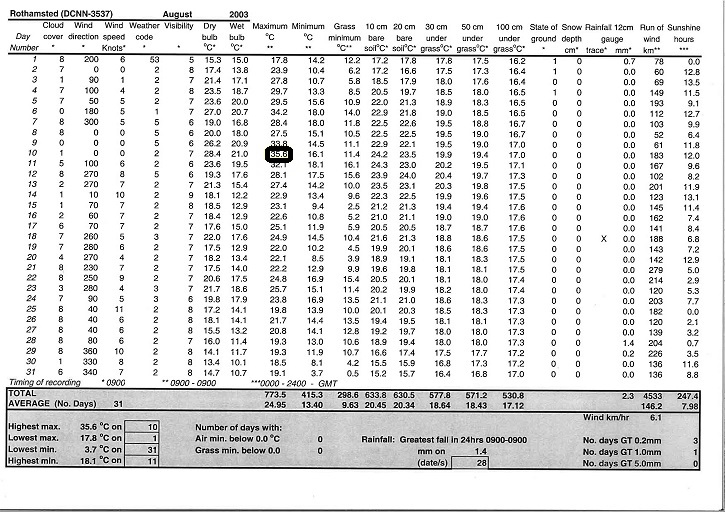 Rothamsted (DCNN-3537) August 2003
Cloud Wind Wind Weather Visibility Dry Wet Maximum Minimum Grass 10 cm 20 cm 30 cm 50 cm 100 cm State of Snow Rainfall 12cm Run of Sunshine
Day cover direction speed code bulb bulb °C °C minimum bare bare under under under ground depth gauge wind hours
Number * * * Knots* * * °C* °C* ** ** °C** soil°C* soil°C* grass°C* grass°C* grass°C* * cm* trace* mm* km** ***
1 8 200 6 53 5 15.3 15.0 17.8 14.2 12.2 17.2 17.8 17.8 17.5 16.2 1 0 0.7 78 0.0
2 7 0 0 2 8 17.4 13.8 23.9 10.4 6.2 17.2 16.6 17.5 17.3 16.4 1 0 0.0 60 12.8
3 1 90 1 2 7 21.4 17.1 27.8 10.7 5.8 18.5 17.9 18.0 17.6 16.4 0 0 0.0 69 13.5
4 7 100 4 2 8 23.5 18.7 29.7 13.3 8.5 20.5 19.7 18.5 18.0 16.5 1 0 0.0 149 11.5
5 7 50 5 2 7 23.6 20.0 29.5 15.6 10.9 22.0 21.3 18.9 18.3 16.5 0 0 0.0 193 9.1
6 0 180 5 1 7 27.0 20.7 34.2 18.0 14.0 22.9 21.8 19.0 18.5 16.5 0 0 0.0 112 12.7
7 8 300 5 5 6 19.0 16.8 28.4 18.0 11.8 22.5 22.6 19.5 18.8 16.7 0 0 0.0 103 9.9
8 8 0 0 5 6 20.0 18.0 27.5 15.1 10.5 22.5 22.5 19.5 19.0 16.7 0 0 0.0 52 6.4
9 0 0 0 5 6 26.2 20.9 33.8 14.5 11.1 22.9 22.1 19.5 19.0 17.0 0 0 0.0 61 11.8
10 1 0 0 2 7 28.4 21.0 35.6 16.1 11.4 24.2 23.5 19.9 19.4 17.0 0 0 0.0 183 12.0
11 5 100 6 2 6 23.6 19.5 32.1 18.1 16.1 24.3 23.0 20.2 19.5 17.1 0 0 0.0 167 9.6
12 8 270 8 5 6 19.3 17.6 28.1 17.5 15.6 23.9 24.0 20.4 19.7 17.3 0 0 0.0 102 8.2
13 2 270 7 2 7 21.3 15.4 27.4 14.2 10.0 23.5 23.1 20.3 19.8 17.5 0 0 0.0 201 11.9
14 1 10 10 2 9 18.1 12.2 22.9 13.4 9.6 22.3 22.5 19.9 19.6 17.5 0 0 0.0 123 13.1
15 1 70 7 2 8 18.5 12.9 23.1 9.4 2.5 21.2 21.3 19.4 19.4 17.6 0 0 0.0 145 11.4
16 2 60 7 2 7 18.4 12.9 22.6 10.8 5.2 21.0 21.1 19.0 19.0 17.6 0 0 0.0 162 7.4
17 6 70 7 2 7 17.6 15.0 25.1 11.9 5.9 20.5 20.5 18.7 18.7 17.6 0 0 0.0 141 8.4
18 7 260 5 3 7 22.0 17.6 24.9 14.5 10.4 21.6 21.3 18.8 18.6 17.5 0 0 X 0.0 188 6.8
19 7 280 6 2 7 17.5 12.9 22.0 10.2 4.5 19.9 20.1 18.6 18.6 17.5 0 0 0.0 143 7.2
20 4 270 4 2 7 18.2 13.4 22.1 8.5 3.9 18.9 19.1 18.1 18.3 17.5 0 0 0.0 142 12.9
21 8 230 7 2 7 17.5 14.0 22.2 12.9 9.9 19.6 19.8 18.1 18.1 17.5 0 0 0.0 279 5.0
22 8 250 9 2 7 20.6 17.5 24.8 16.9 15.4 20.5 20.1 18.1 18.0 17.4 0 0 0.0 214 2.9
23 3 280 4 3 7 21.7 18.6 25.7 15.1 11.4 20.2 19.9 18.2 18.0 17.4 0 0 0.0 120 5.3
24 7 90 5 3 6 19.8 17.9 23.8 16.9 13.5 21.1 21.0 18.6 18.3 17.3 0 0 0.0 203 7.7
25 8 40 11 2 8 17.2 14.1 19.8 13.9 10.0 20.1 20.3 18.5 18.3 17.3 0 0 0.0 182 0.0
26 8 40 6 2 8 18.1 14.1 21.7 14.4 13.5 19.4 19.5 18.1 18.1 17.3 0 0 0.0 120 2.1
27 8 40 6 2 8 15.5 13.2 20.8 14.1 12.8 19.2 19.7 18.0 18.0 17.3 0 0 0.0 139 3.2
28 8 80 6 2 7 16.0 11.4 19.3 13.0 10.6 18.9 19.4 18.0 18.0 17.3 0 0 1.4 204 0.7
29 8 360 10 2 8 14.1 11.7 19.3 11.9 10.7 16.6 17.4 17.5 17.7 17.2 0 0 0.2 226 3.5
30 1 330 8 2 8 13.4 10.1 18.5 8.1 4.2 15.5 15.9 16.8 17.3 17.2 0 0 0.0 136 11.6
31 6 340 7 2 8 14.7 10.7 19.1 3.7 0.5 15.2 15.7 16.4 16.8 17.0 0 0 0.0 136 8.8
Timing of recording * 0900 ** 0900 - 0900 ***0000 - 2400 - GMT
TOTAL 773.5 415.3 298.6 633.8 630.5 577.8 571.2 530.8 2.3 4533 247.4
AVERAGE (No. Days) 31 24.95 13.40 9.63 20.45 20.34 18.64 18.43 17.12 146.2 7.98
Wind km/hr 6.1
Highest max. 35.6 °C on 10 Number of days with:
Lowest max. 17.8 °C on 1 Air min. below 0.0 °C 0 Rainfall: Greatest fall in 24hrs 0900-0900 No. days GT 0.2mm 3
Lowest min. 3.7 °C on 31 Grass min. below 0.0 0 mm on 1.4 No. days GT 1.0mm 1
Highest min. 18.1 °C on 11 (date/s) 28 No. days GT 5.0mm 0